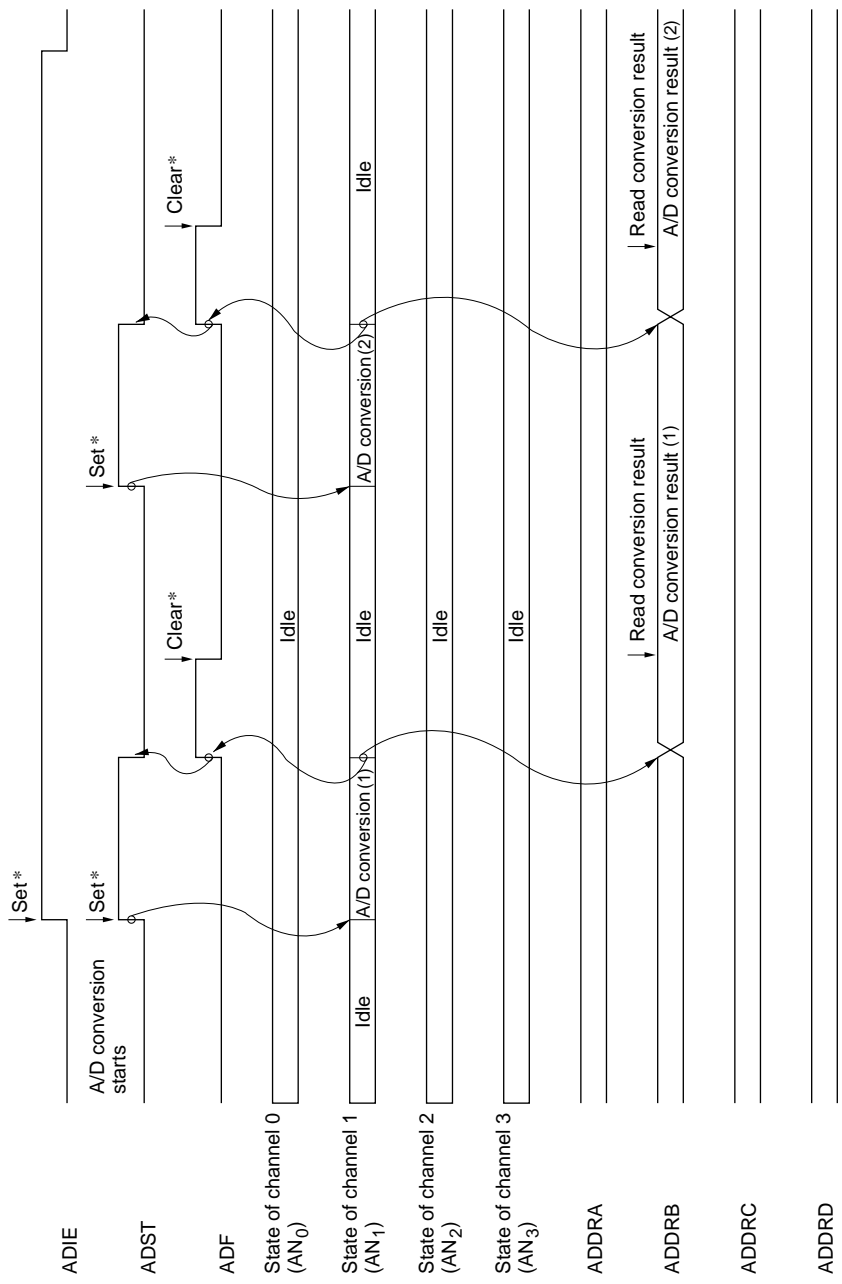 ADIE
Set*
ADST
A/D conversion
starts
Set*
Set*
ADF
Clear*
Clear*
State of channel 0
(AN0)
Idle
State of channel 1
(AN1)
Idle
A/D conversion (1)
Idle
A/D conversion (2)
Idle
State of channel 2
(AN2)
Idle
State of channel 3
(AN3)
Idle
ADDRA
ADDRB
Read conversion result
A/D conversion result (1)
Read conversion result
A/D conversion result (2)
ADDRC
ADDRD